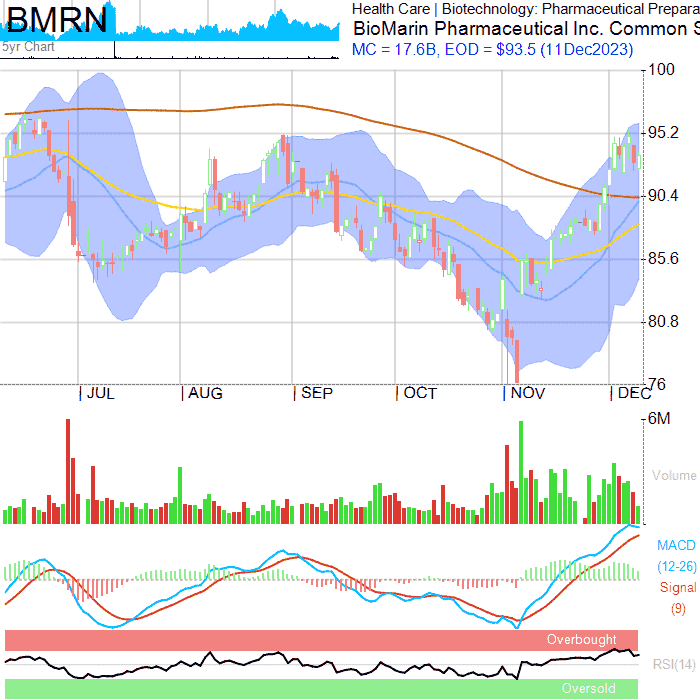 BMRN
5yr Chart
Health Care | Biotechnology: Pharmaceutical Prepara
BioMarin Pharmaceutical Inc. Common S
MC = 17.6B, EOD = $93.5 (11Dec2023)
100
95.2
90.4
85.6
80.8
76
JUL AUG SEP OCT NOV DEC
6M
Volume
MACD
(12-26)
Signal
(9)
Overbought
RSI(14)
Oversold